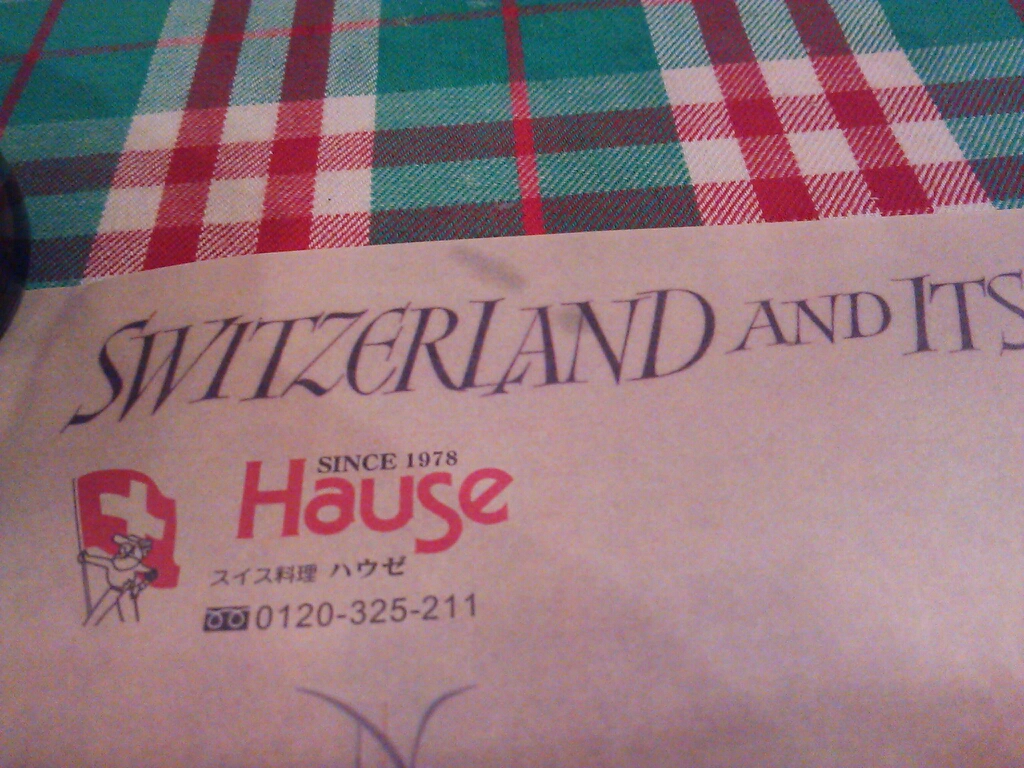 SWITZERLAND AND ITS
SINCE 1978
Hause
スイス料理 ハウゼ
0120-325-211